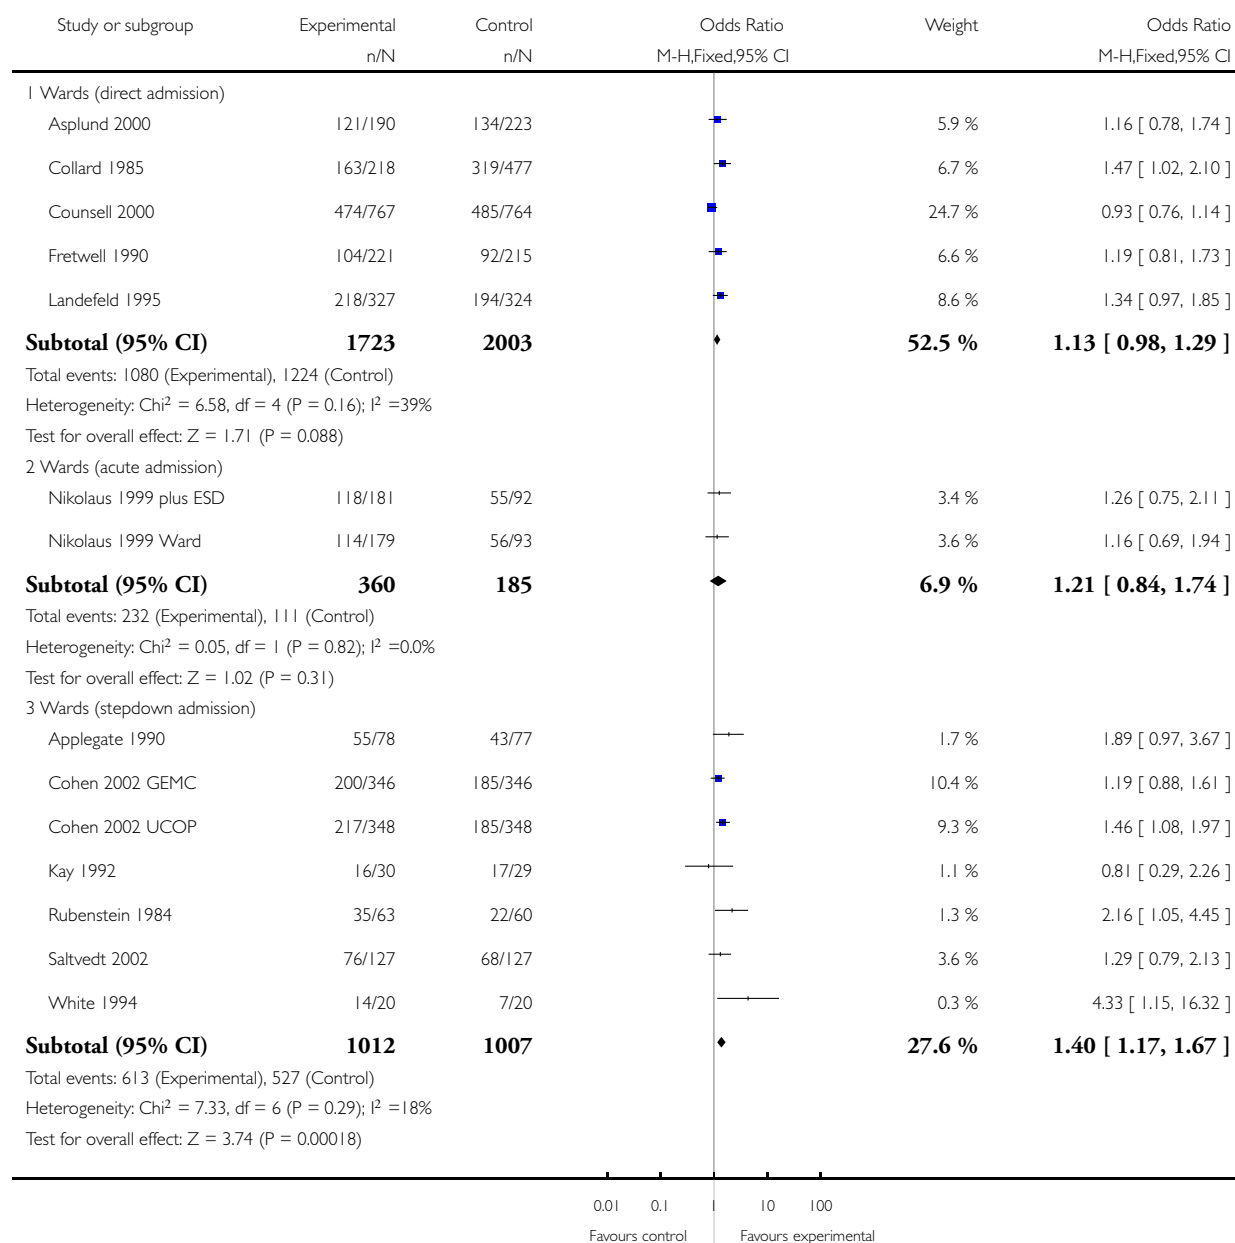 Study or subgroup Experimental Control Odds Ratio Weight Odds Ratio
n/N n/N M-H,Fixed,95% CI M-H,Fixed,95% CI
1 Wards (direct admission)
Asplund 2000 121/190 134/223 5.9 % 1.16 [ 0.78, 1.74 ]
Collard 1985 163/218 319/477 6.7 % 1.47 [ 1.02, 2.10 ]
Counsell 2000 474/767 485/764 24.7 % 0.93 [ 0.76, 1.14 ]
Fretwell 1990 104/221 92/215 6.6 % 1.19 [ 0.81, 1.73 ]
Landefeld 1995 218/327 194/324 8.6 % 1.34 [ 0.97, 1.85 ]
Subtotal (95% CI) 1723 2003 52.5 % 1.13 [ 0.98, 1.29 ]
Total events: 1080 (Experimental), 1224 (Control)
Heterogeneity: Chi² = 6.58, df = 4 (P = 0.16); I² =39%
Test for overall effect: Z = 1.71 (P = 0.088)
2 Wards (acute admission)
Nikolaus 1999 plus ESD 118/181 55/92 3.4 % 1.26 [ 0.75, 2.11 ]
Nikolaus 1999 Ward 114/179 56/93 3.6 % 1.16 [ 0.69, 1.94 ]
Subtotal (95% CI) 360 185 6.9 % 1.21 [ 0.84, 1.74 ]
Total events: 232 (Experimental), 111 (Control)
Heterogeneity: Chi² = 0.05, df = 1 (P = 0.82); I² =0.0%
Test for overall effect: Z = 1.02 (P = 0.31)
3 Wards (stepdown admission)
Applegate 1990 55/78 43/77 1.7 % 1.89 [ 0.97, 3.67 ]
Cohen 2002 GEMC 200/346 185/346 10.4 % 1.19 [ 0.88, 1.61 ]
Cohen 2002 UCOP 217/348 185/348 9.3 % 1.46 [ 1.08, 1.97 ]
Kay 1992 16/30 17/29 1.1 % 0.81 [ 0.29, 2.26 ]
Rubenstein 1984 35/63 22/60 1.3 % 2.16 [ 1.05, 4.45 ]
Saltvedt 2002 76/127 68/127 3.6 % 1.29 [ 0.79, 2.13 ]
White 1994 14/20 7/20 0.3 % 4.33 [ 1.15, 16.32 ]
Subtotal (95% CI) 1012 1007 27.6 % 1.40 [ 1.17, 1.67 ]
Total events: 613 (Experimental), 527 (Control)
Heterogeneity: Chi² = 7.33, df = 6 (P = 0.29); I² =18%
Test for overall effect: Z = 3.74 (P = 0.00018)
0.01 0.1 1 10 100
Favours control Favours experimental